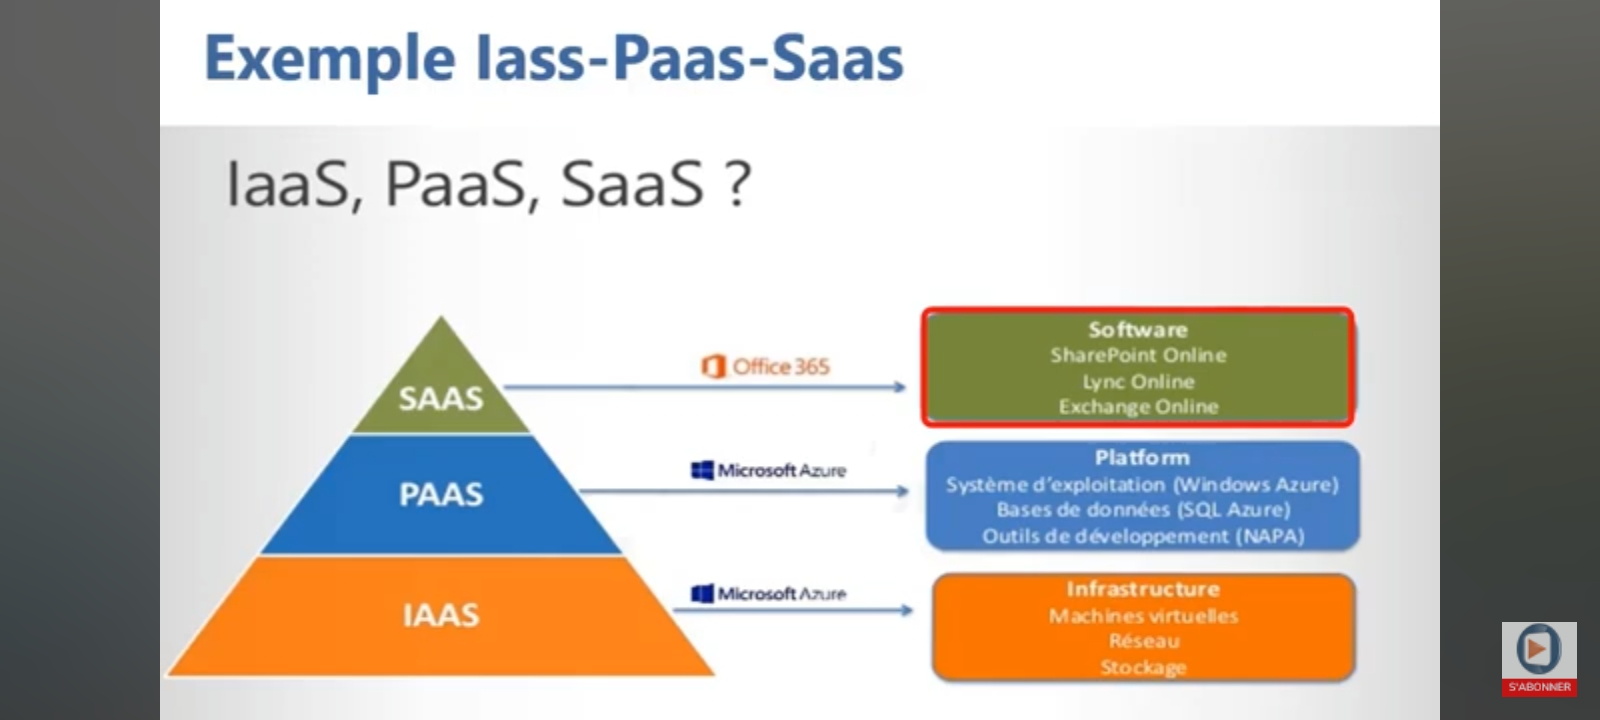 Exemple Iass-Paas-Saas
IaaS, PaaS, SaaS ?
SAAS
Office 365
Software
SharePoint Online
Lync Online
Exchange Online
PAAS
Microsoft Azure
Platform
Système d'exploitation (Windows Azure)
Bases de données (SQL Azure)
Outils de développement (NAPA)
IAAS
Microsoft Azure
Infrastructure
Machines virtuelles
Réseau
Stockage
S'ABONNER